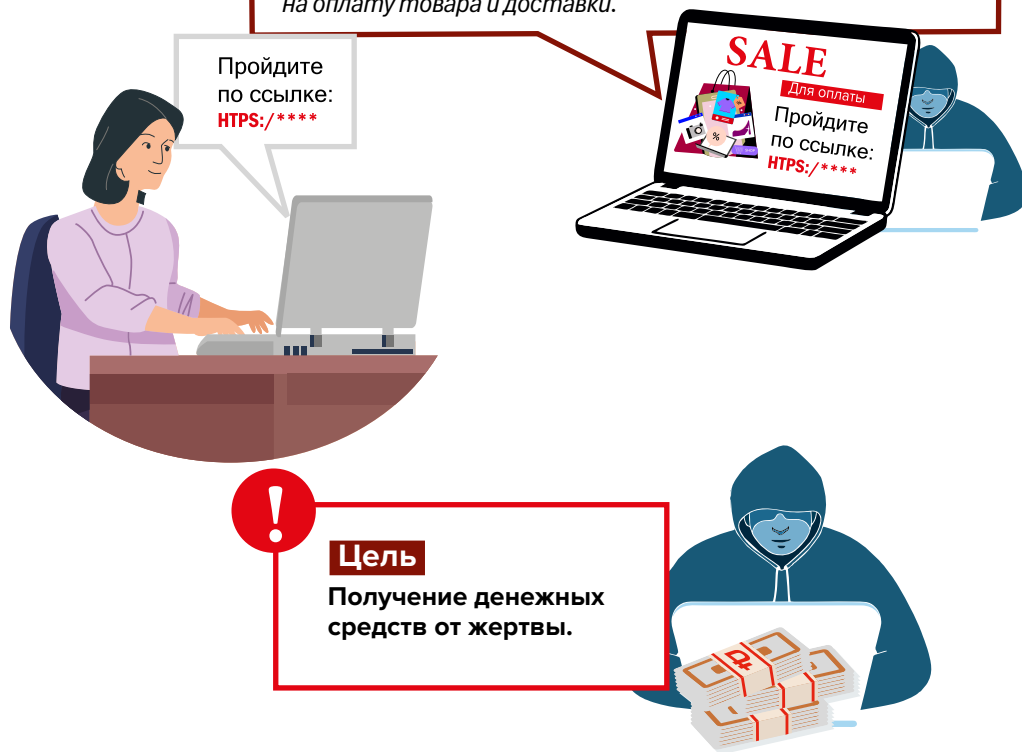 на оплату товара и доставки.
Пройдите
по ссылке:
HTPS:/****
SALE
Для оплаты
Пройдите
по ссылке:
HTPS:/****
%
!
Цель
Получение денежных
средств от жертвы.